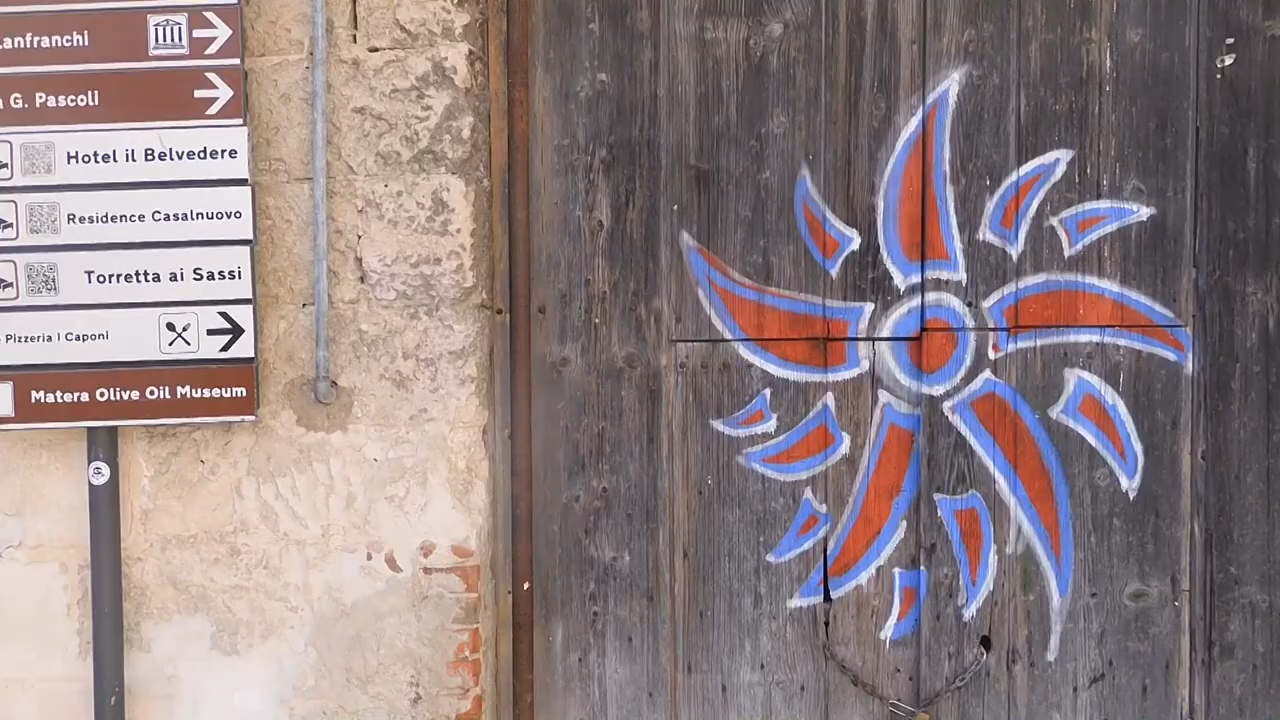 Lanfranchi
G. Pascoli
Hotel il Belvedere
Residence Casalnuovo
Torretta ai Sassi
Pizzeria I Caponi
Matera Olive Oil Museum